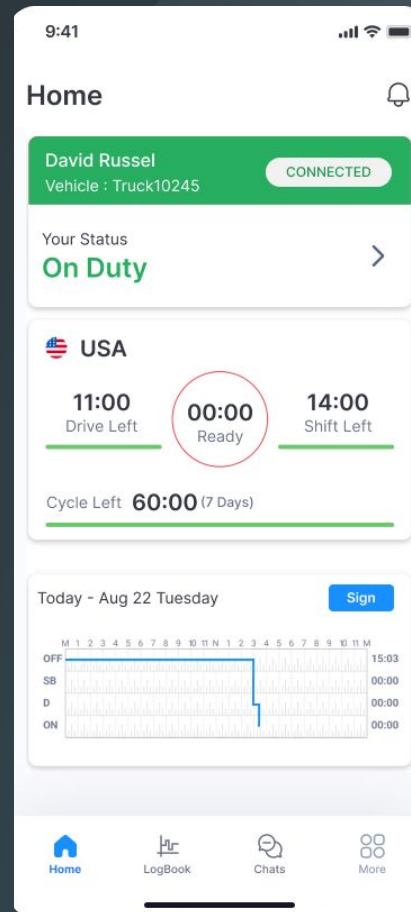 9:41
Home
David Russel
Vehicle : Truck10245
CONNECTED
Your Status
On Duty
USA
11:00
Drive Left
00:00
Ready
14:00
Shift Left
Cycle Left 60:00 (7 Days)
Today - Aug 22 Tuesday
Sign
M 1 2 3 4 5 6 7 8 9 10 11 N 1 2 3 4 5 6 7 8 9 10 11 M
OFF 15:03
SB 00:00
D 00:00
ON 00:00
Home LogBook Chats More